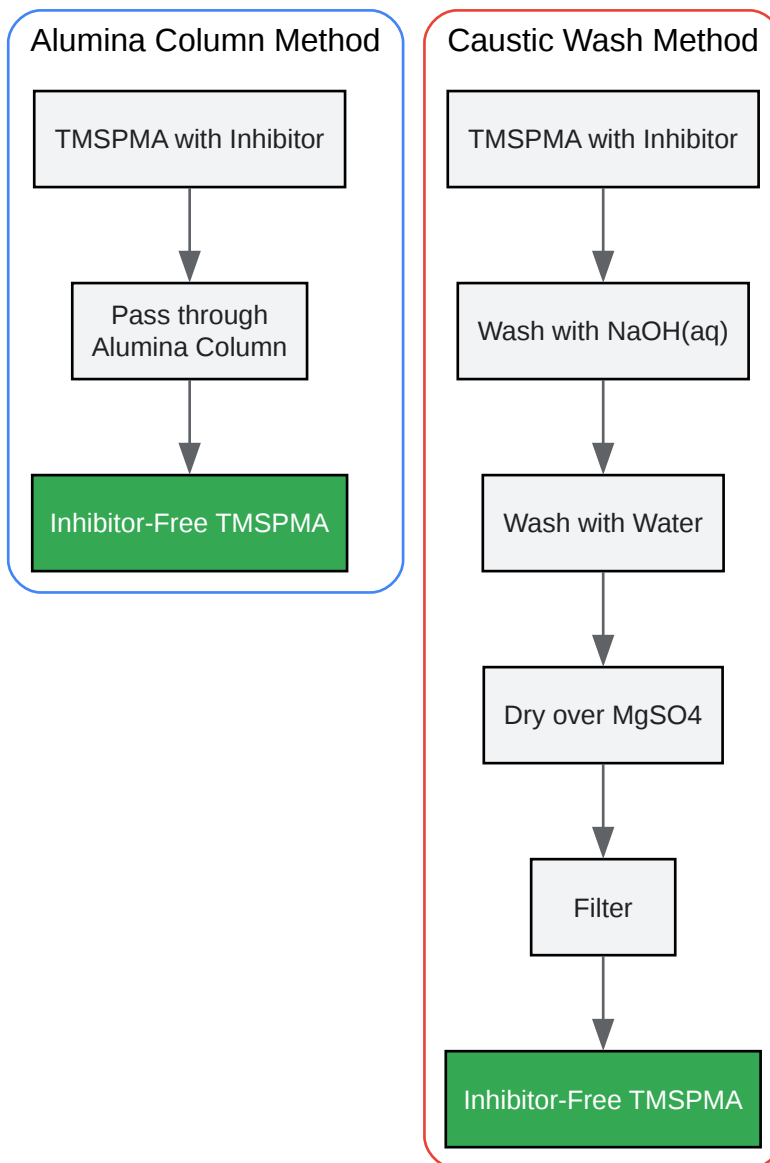 Alumina Column Method
TMSPMA with Inhibitor
Pass through
Alumina Column
Inhibitor-Free TMSPMA
Caustic Wash Method
TMSPMA with Inhibitor
Wash with NaOH(aq)
Wash with Water
Dry over MgSO4
Filter
Inhibitor-Free TMSPMA